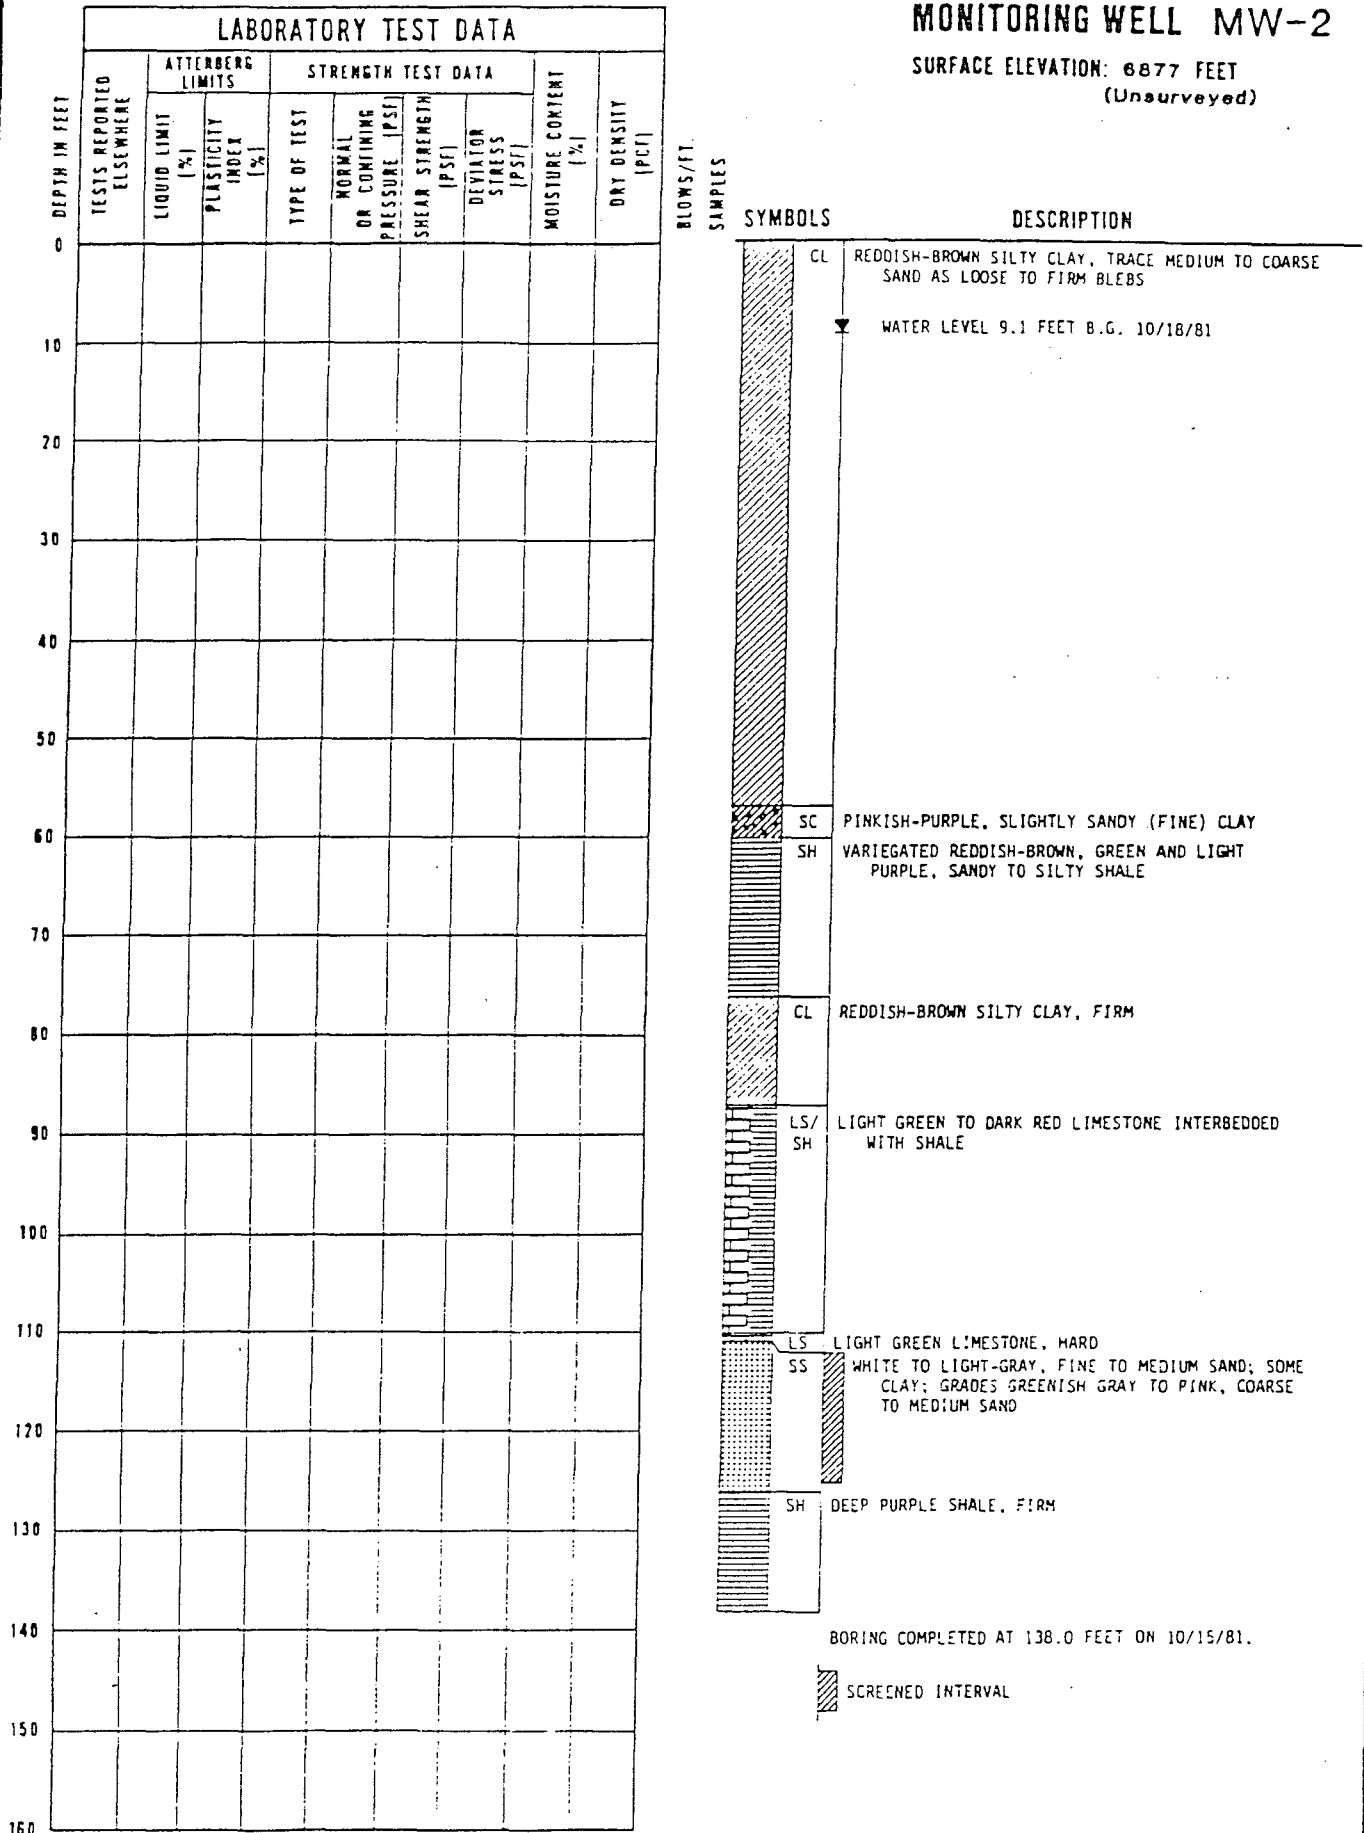 MONITORING WELL MW-2
SURFACE ELEVATION: 6877 FEET
(Unsurveyed)
LABORATORY TEST DATA
ATTERBERG
LIMITS
STRENGTH TEST DATA
DEPTH IN FEET
TESTS REPORTED
ELSEWHERE
LIQUID LIMIT
(%)
PLASTICITY
INDEX
(%)
TYPE OF TEST
NORMAL
OR CONFINING
PRESSURE (PSF)
SHEAR STRENGTH
(PSF)
DEVIATOR
STRESS
(PSF)
MOISTURE CONTENT
(%)
DRY DENSITY
(PCF)
BLOWS/FT.
SAMPLES
SYMBOLS
DESCRIPTION
0
CL REDDISH-BROWN SILTY CLAY, TRACE MEDIUM TO COARSE
SAND AS LOOSE TO FIRM BLEBS
WATER LEVEL 9.1 FEET B.G. 10/18/81
10
20
30
40
50
SC PINKISH-PURPLE, SLIGHTLY SANDY (FINE) CLAY
60
SH VARIEGATED REDDISH-BROWN, GREEN AND LIGHT
PURPLE, SANDY TO SILTY SHALE
70
CL REDDISH-BROWN SILTY CLAY, FIRM
80
LS/ LIGHT GREEN TO DARK RED LIMESTONE INTERBEDDED
SH WITH SHALE
90
100
110
LS LIGHT GREEN LIMESTONE, HARD
SS WHITE TO LIGHT-GRAY, FINE TO MEDIUM SAND; SOME
CLAY; GRADES GREENISH GRAY TO PINK, COARSE
TO MEDIUM SAND
120
SH DEEP PURPLE SHALE, FIRM
130
140
BORING COMPLETED AT 138.0 FEET ON 10/15/81.
SCREENED INTERVAL
150
160